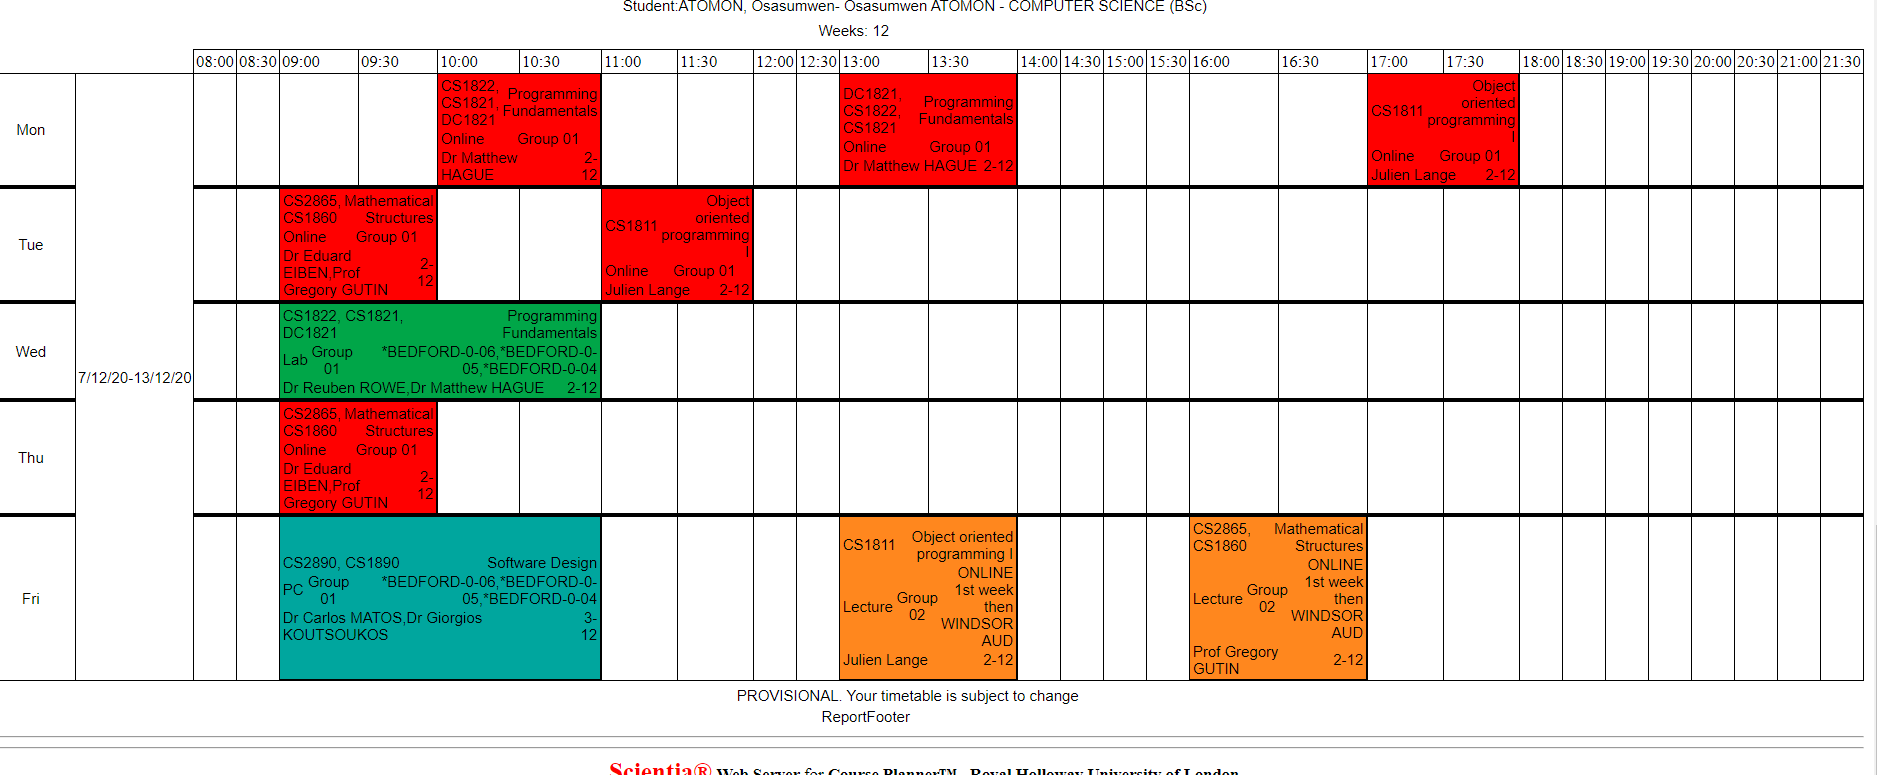 Student:ATOMON, Osasumwen- Osasumwen ATOMON - COMPUTER SCIENCE (BSc)
Weeks: 12
08:00 08:30 09:00 09:30 10:00 10:30 11:00 11:30 12:00 12:30 13:00 13:30 14:00 14:30 15:00 15:30 16:00 16:30 17:00 17:30 18:00 18:30 19:00 19:30 20:00 20:30 21:00 21:30
7/12/20-13/12/20
Mon
CS1822,
CS1821,
DC1821
Programming
Fundamentals
Online Group 01
Dr Matthew
HAGUE
2-
12
DC1821,
CS1822,
CS1821
Programming
Fundamentals
Online Group 01
Dr Matthew HAGUE 2-12
CS1811
Object
oriented
programming
I
Online Group 01
Julien Lange 2-12
Tue
CS2865, Mathematical
CS1860 Structures
Online Group 01
Dr Eduard
EIBEN,Prof
Gregory GUTIN
2-
12
CS1811
Object
oriented
programming
I
Online Group 01
Julien Lange 2-12
Wed
CS1822, CS1821,
DC1821
Programming
Fundamentals
Lab
Group
01
*BEDFORD-0-06,*BEDFORD-0-
05,*BEDFORD-0-04
Dr Reuben ROWE,Dr Matthew HAGUE 2-12
Thu
CS2865, Mathematical
CS1860 Structures
Online Group 01
Dr Eduard
EIBEN,Prof
Gregory GUTIN
2-
12
Fri
CS2890, CS1890 Software Design
PC
Group
01
*BEDFORD-0-06,*BEDFORD-0-
05,*BEDFORD-0-04
Dr Carlos MATOS,Dr Giorgios
KOUTSOUKOS
3-
12
CS1811
Object oriented
programming I
Lecture
Group
02
ONLINE
1st week
then
WINDSOR
AUD
Julien Lange 2-12
CS2865,
CS1860
Mathematical
Structures
Lecture
Group
02
ONLINE
1st week
then
WINDSOR
AUD
Prof Gregory
GUTIN
2-12
PROVISIONAL. Your timetable is subject to change
ReportFooter
Scientia® Web Server for Course Planner™ - Royal Holloway University of London